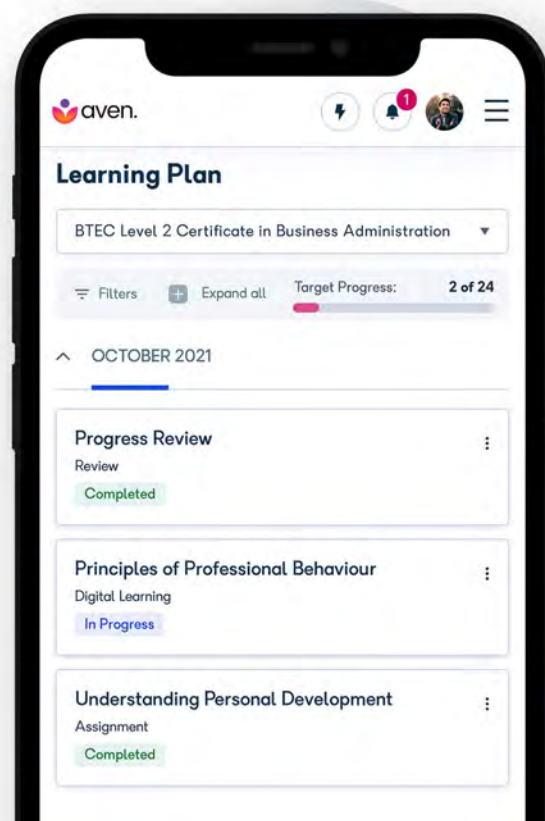 aven.
1
Learning Plan
BTEC Level 2 Certificate in Business Administration
Filters
Expand all
Target Progress:
2 of 24
OCTOBER 2021
Progress Review
Review
Completed
Principles of Professional Behaviour
Digital Learning
In Progress
Understanding Personal Development
Assignment
Completed